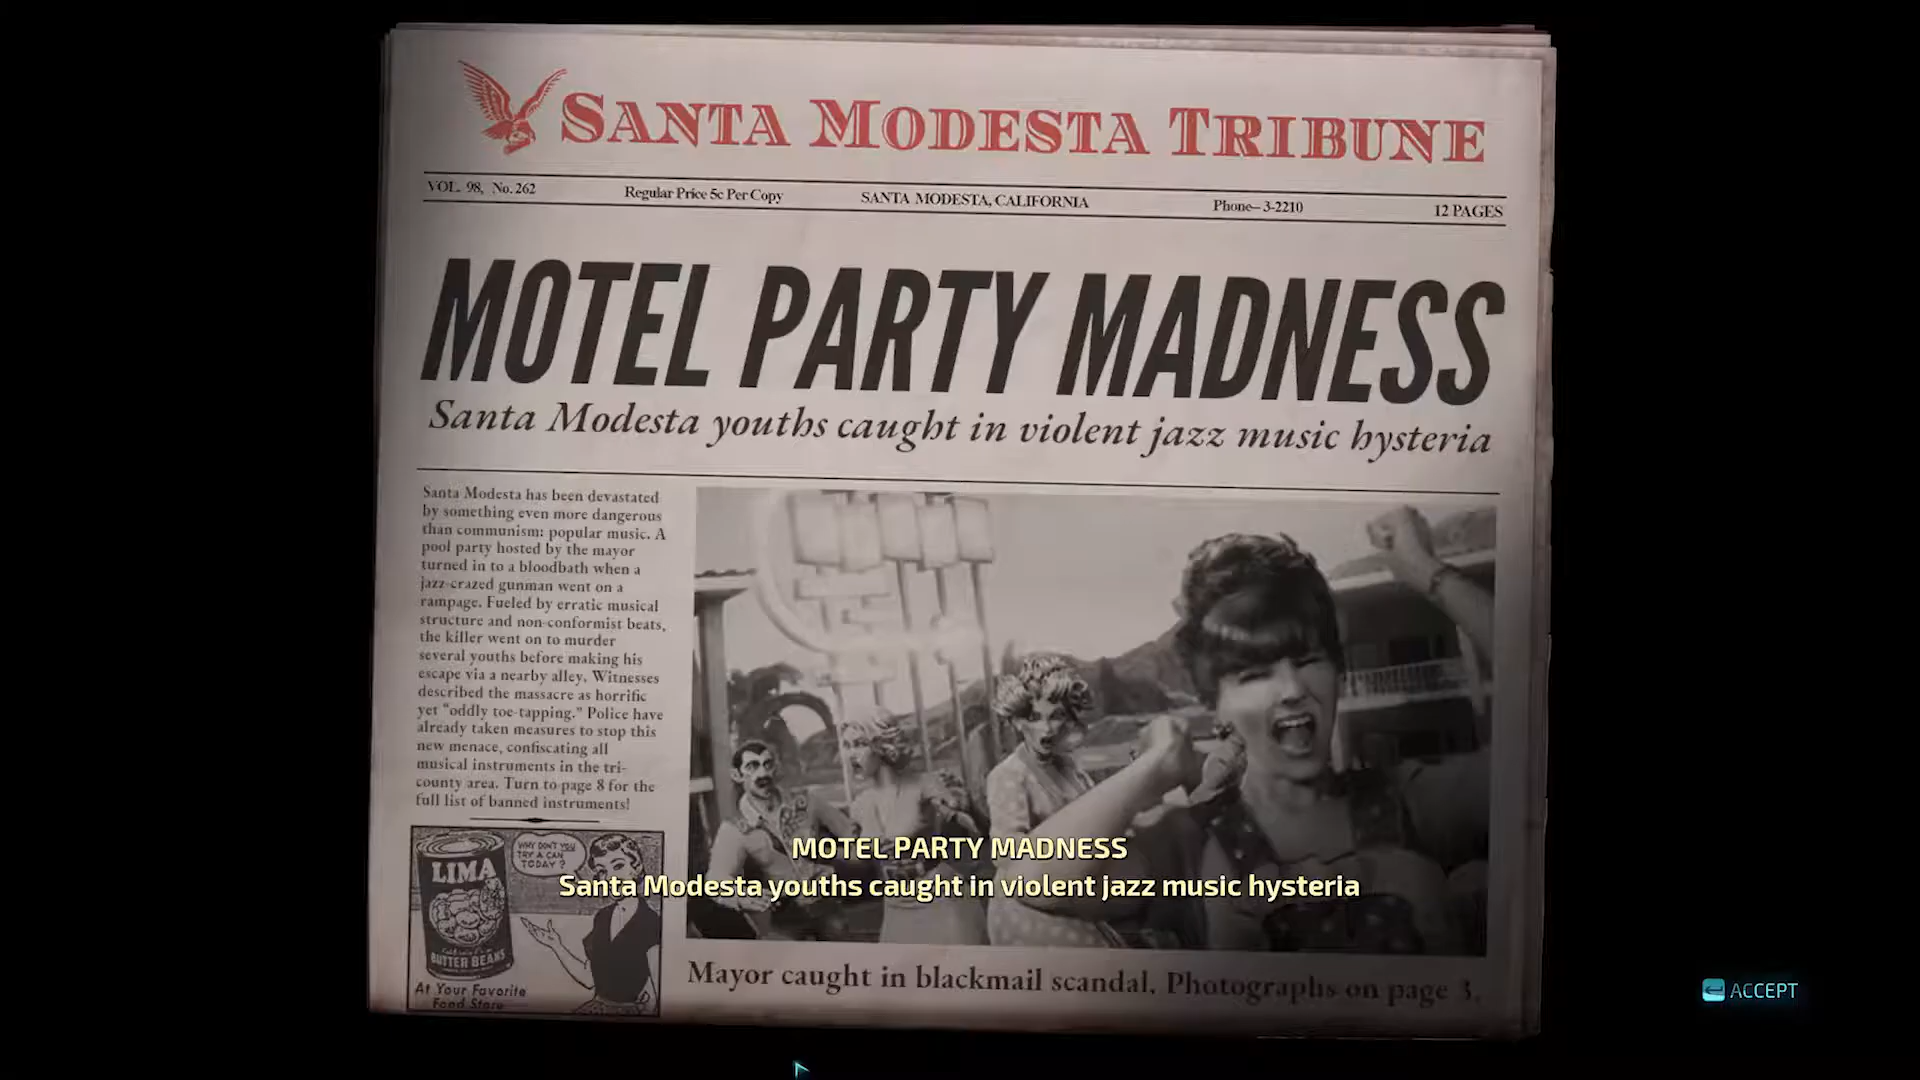 SANTA MODESTA TRIBUNE
VOL. 98, No. 262
Regular Price 5c Per Copy
SANTA MODESTA, CALIFORNIA
Phone–3-2210
12 PAGES
MOTEL PARTY MADNESS
Santa Modesta youths caught in violent jazz music hysteria
Santa Modesta has been devastated
by something even more dangerous
than communism: popular music. A
pool party hosted by the mayor
turned in to a bloodbath when a
jazz-crazed gunman went on a
rampage. Fueled by erratic musical
structure and non-conformist beats,
the killer went on to murder
several youths before making his
escape via a nearby alley. Witnesses
described the massacre as horrific
yet "oddly toe-tapping." Police have
already taken measures to stop this
new menace, confiscating all
musical instruments in the tri-
county area. Turn to page 8 for the
full list of banned instruments!
WHY DON'T YOU
TRY A CAN
TODAY?
LIMA
BUTTER BEANS
At Your Favorite
Food Store
MOTEL PARTY MADNESS
Santa Modesta youths caught in violent jazz music hysteria
Mayor caught in blackmail scandal. Photographs on page 3.
ACCEPT